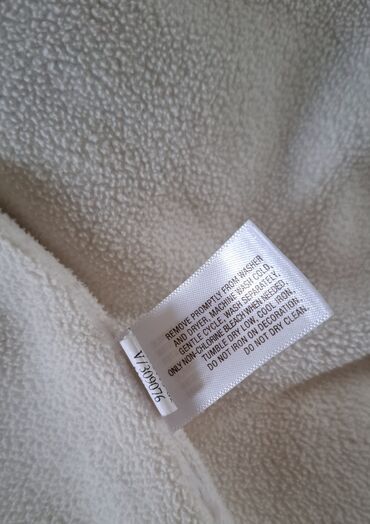 REMOVE PROMPTLY FROM WASHER
AND DRYER. MACHINE WASH COLD,
GENTLE CYCLE. WASH SEPARATELY.
ONLY NON-CHLORINE BLEACH WHEN NEEDED.
TUMBLE DRY LOW, COOL IRON,
DO NOT IRON ON DECORATION.
DO NOT DRY CLEAN.
V/309076